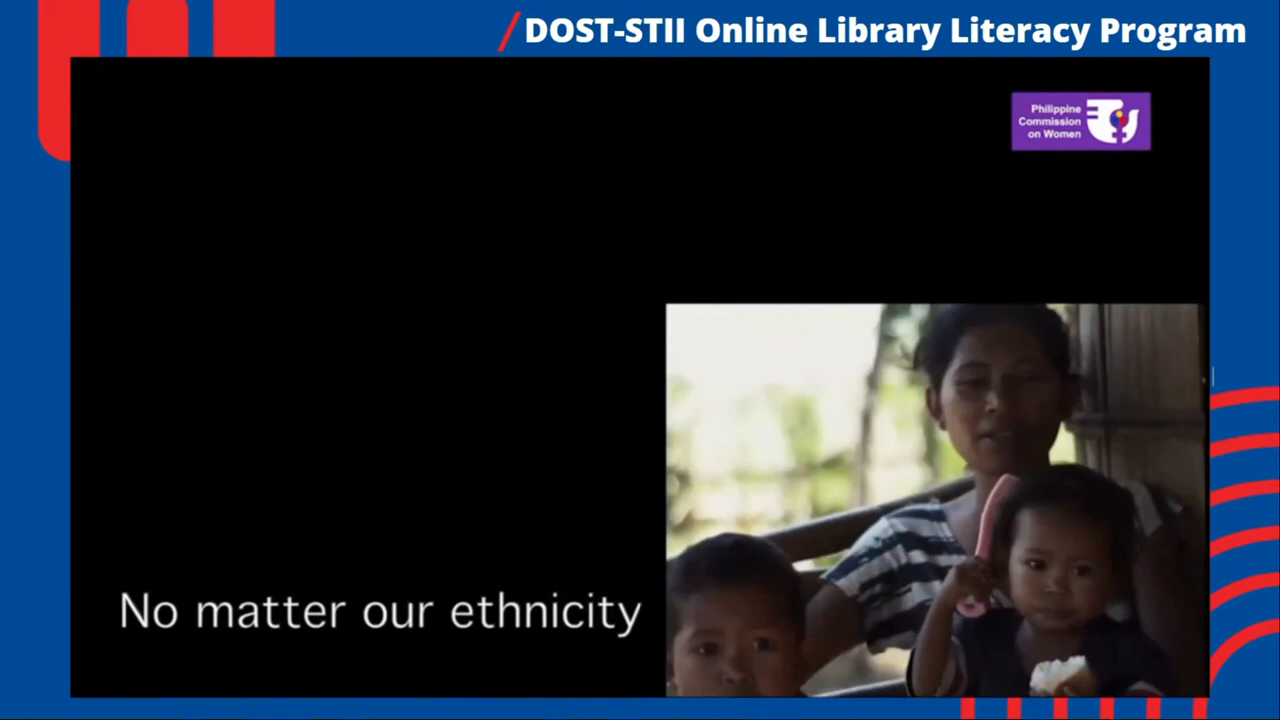 DOST-STII Online Library Literacy Program
Philippine
Commission
on Women
No matter our ethnicity